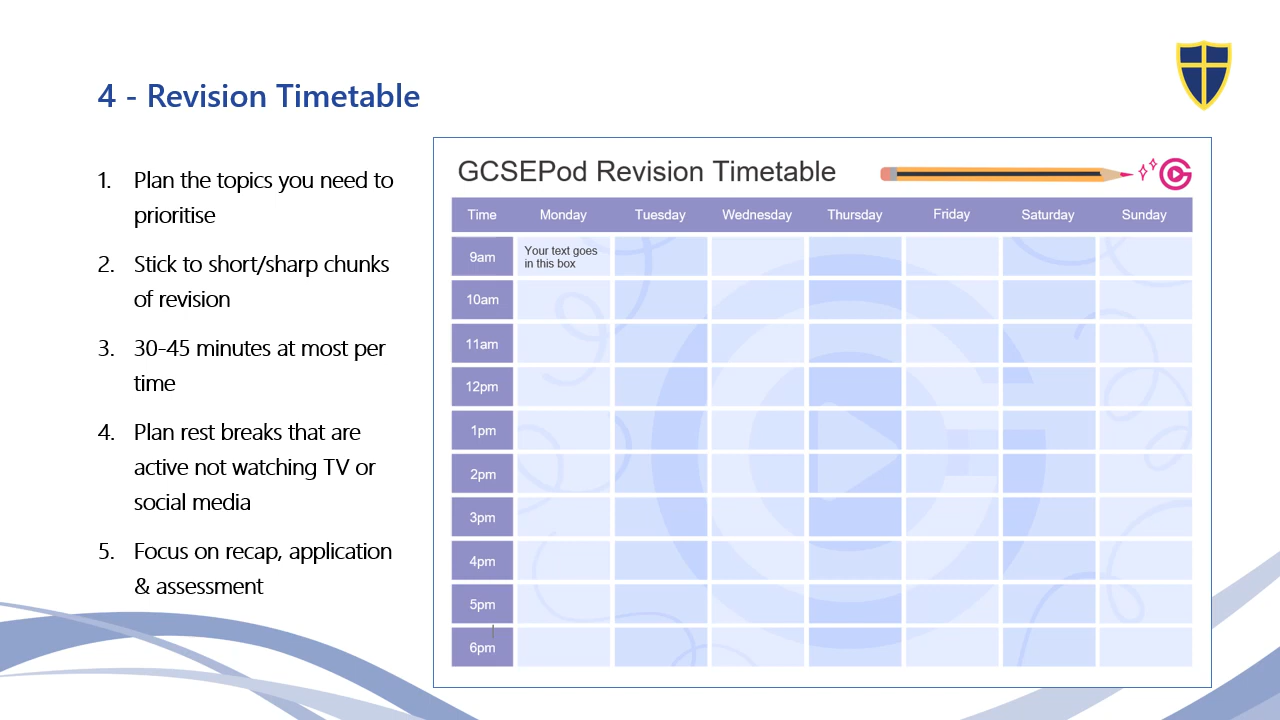 4 - Revision Timetable
1. Plan the topics you need to
prioritise
2. Stick to short/sharp chunks
of revision
3. 30-45 minutes at most per
time
4. Plan rest breaks that are
active not watching TV or
social media
5. Focus on recap, application
& assessment
GCSEPod Revision Timetable
Time Monday Tuesday Wednesday Thursday Friday Saturday Sunday
9am Your text goes
in this box
10am
11am
12pm
1pm
2pm
3pm
4pm
5pm
6pm